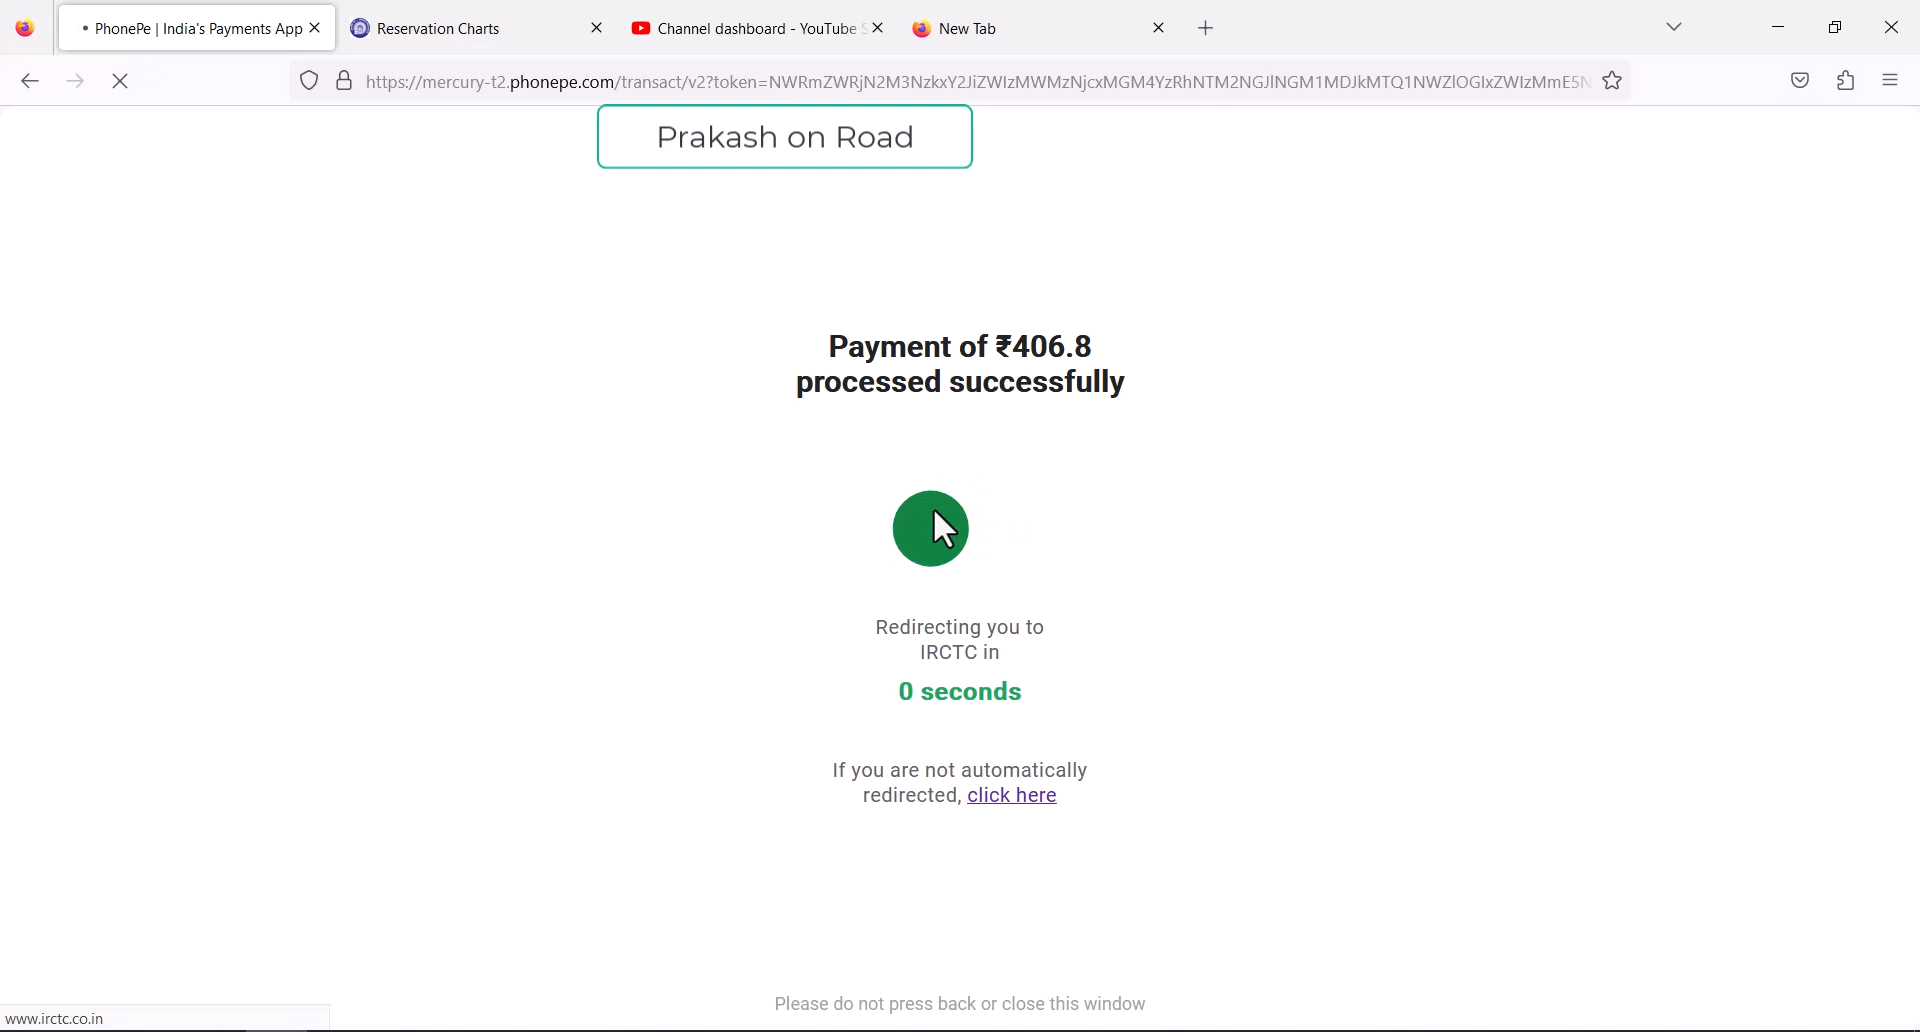 PhonePe | India's Payments App
Reservation Charts
Channel dashboard - YouTube S
New Tab
https://mercury-t2.phonepe.com/transact/v2?token=NWRmZWRjN2M3NzkxY2JiZWIzMWMzNjcxMGM4YzRhNTM2NGJlNGM1MDJkMTQ1NWZlOGIxZWIzMmE5N
Prakash on Road
Payment of ₹406.8
processed successfully
Redirecting you to
IRCTC in
0 seconds
If you are not automatically
redirected, click here
Please do not press back or close this window
www.irctc.co.in